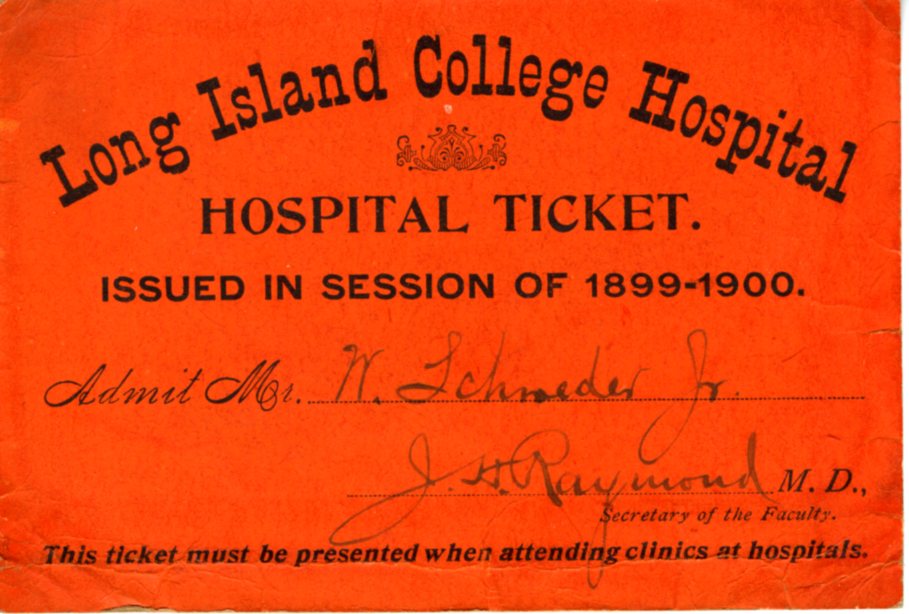 Long Island College Hospital
HOSPITAL TICKET.
ISSUED IN SESSION OF 1899-1900.
Admit Mr. W. Schroeder Jr.
J. H. Raymond M. D.,
Secretary of the Faculty.
This ticket must be presented when attending clinics at hospitals.